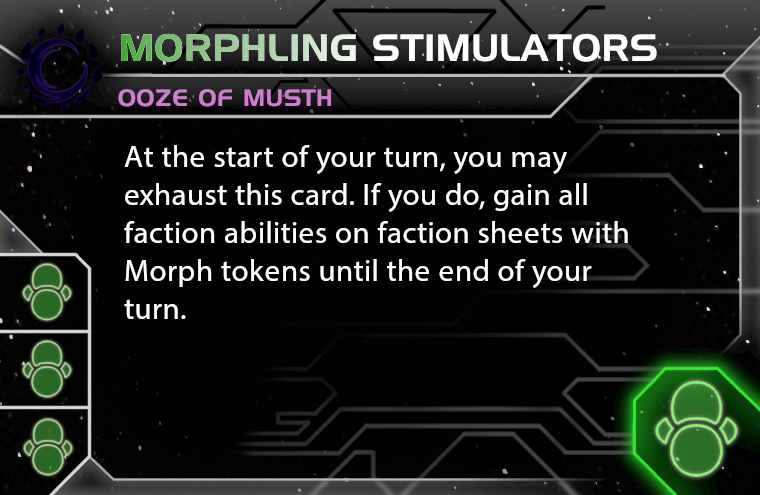 MORPHLING STIMULATORS
OOZE OF MUSTH
At the start of your turn, you may
exhaust this card. If you do, gain all
faction abilities on faction sheets with
Morph tokens until the end of your
turn.